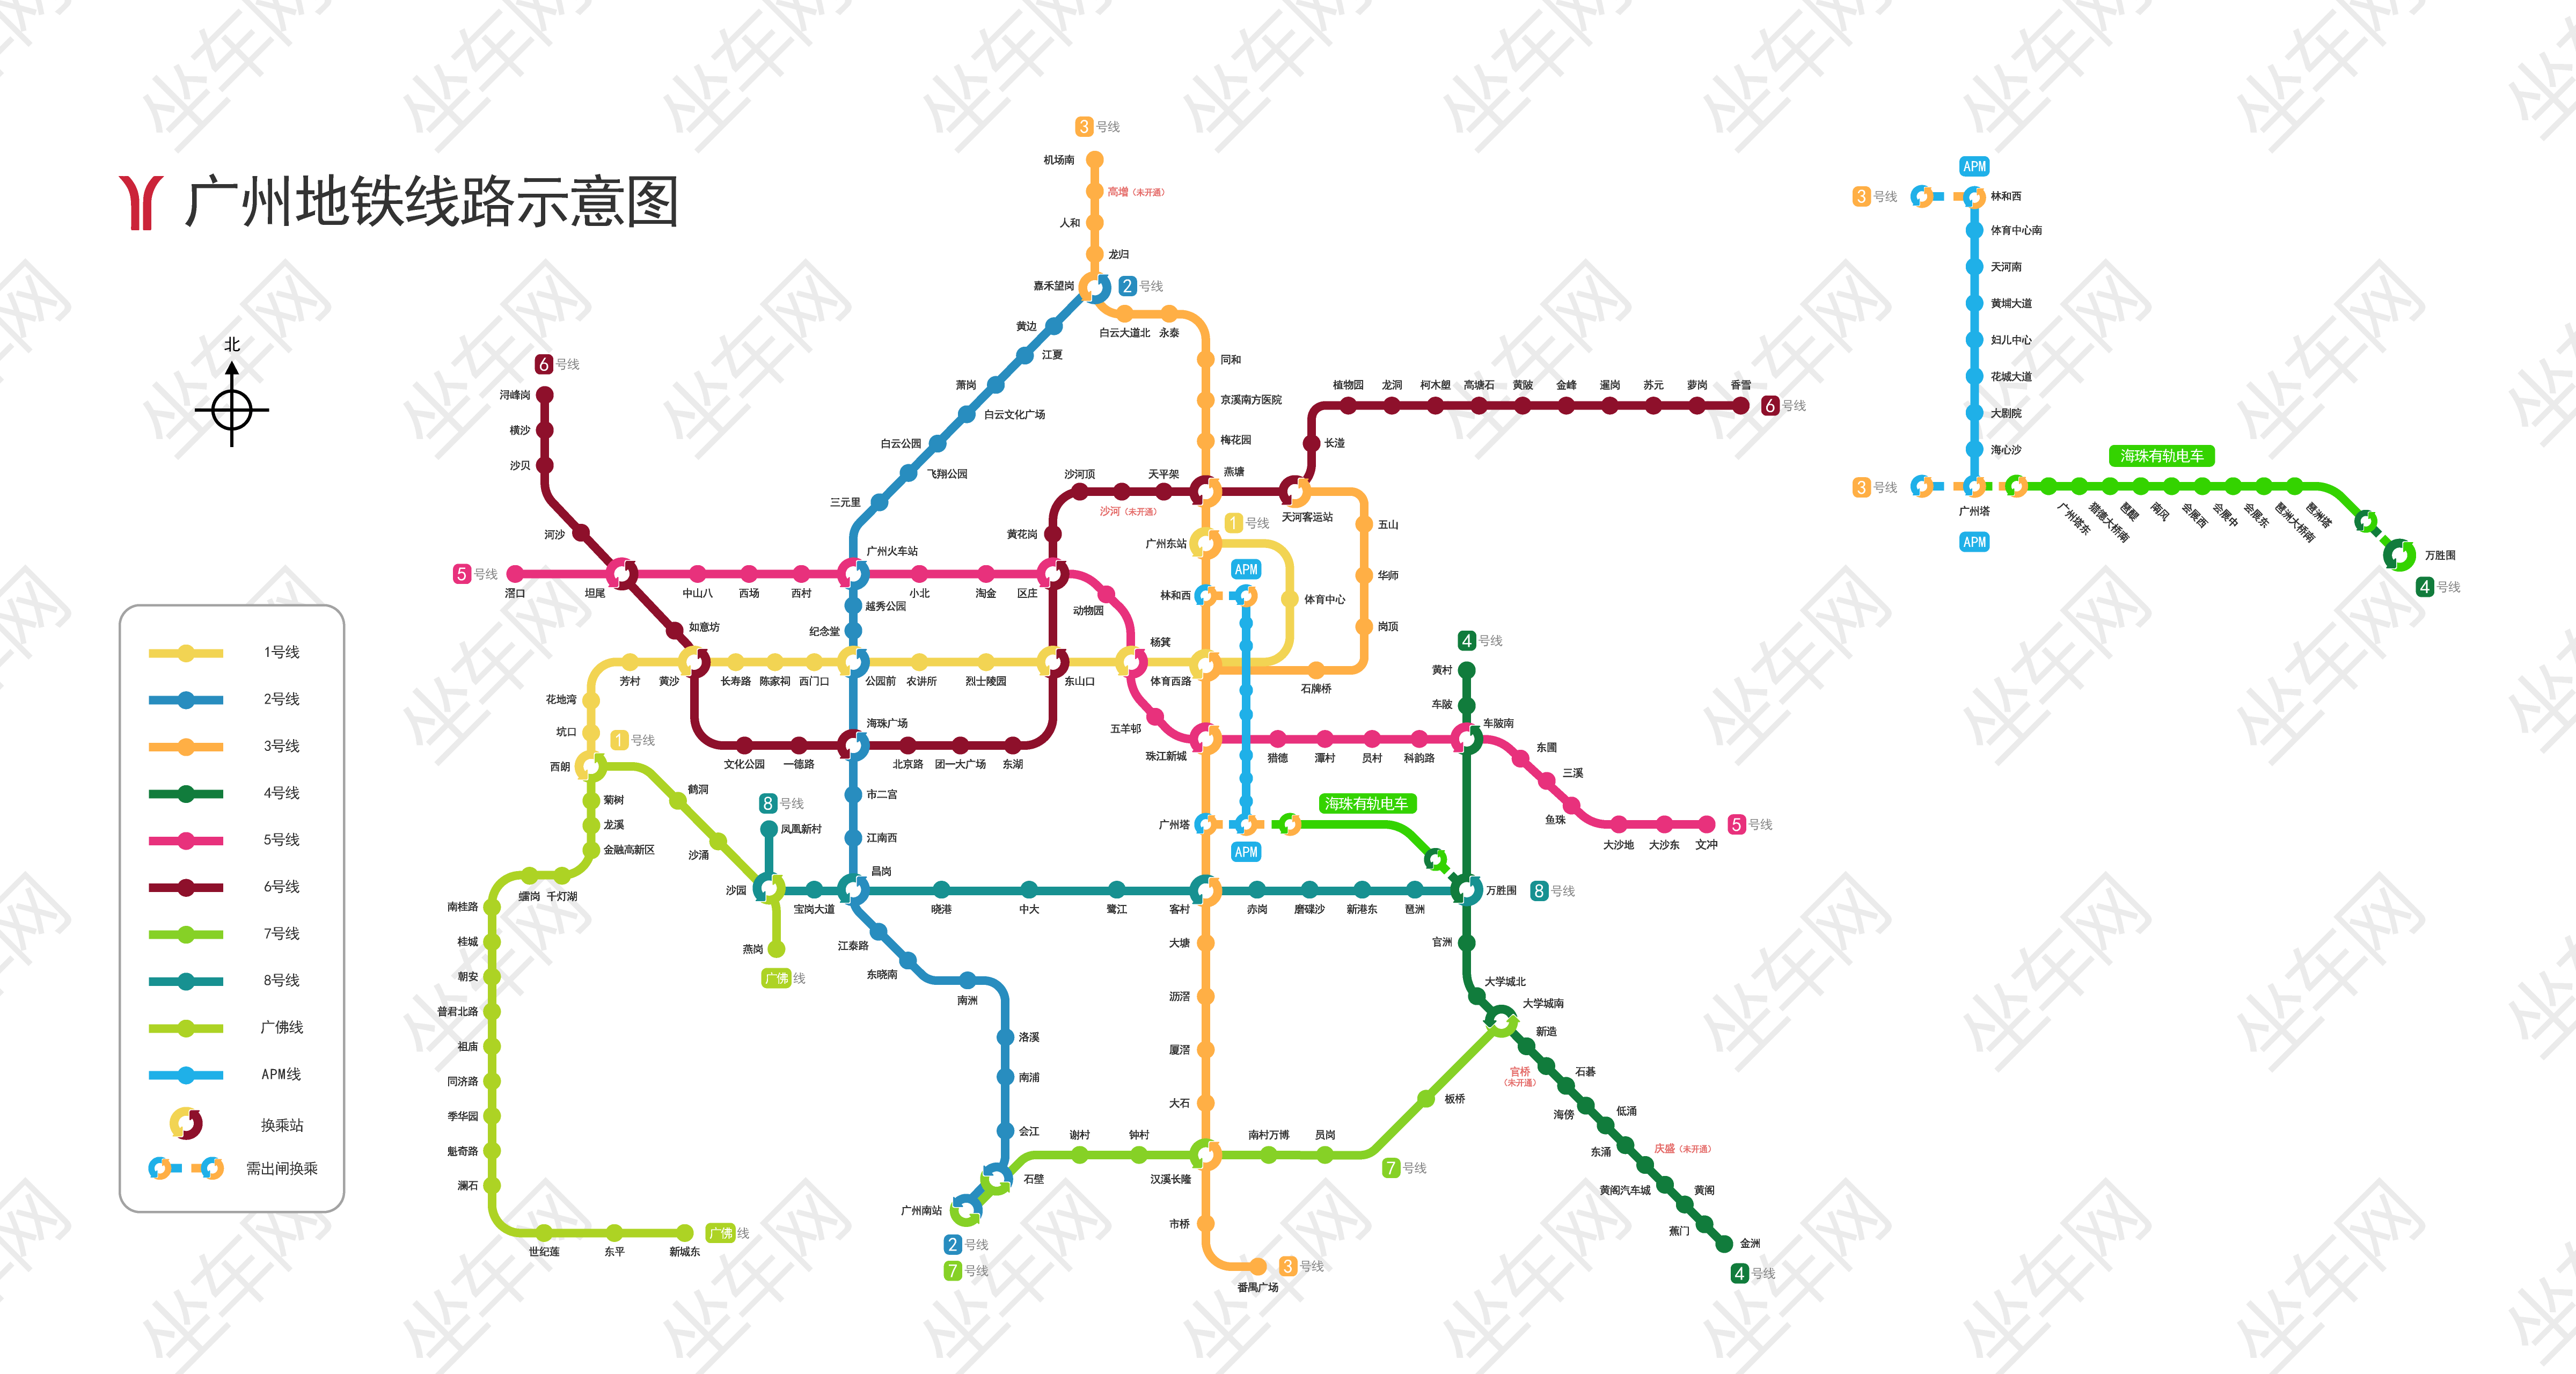 广州地铁线路示意图
北
3号线
机场南
高增（未开通）
人和
龙归
嘉禾望岗
2号线
白云大道北
永泰
黄边
江夏
萧岗
白云文化广场
白云公园
飞翔公园
三元里
同和
京溪南方医院
梅花园
燕塘
6号线
浔峰岗
横沙
沙贝
河沙
沙河顶
天平架
沙河（未开通）
黄花岗
天河客运站
长湴
植物园
龙洞
柯木塱
高塘石
黄陂
金峰
暹岗
苏元
萝岗
香雪
6号线
5号线
滘口
坦尾
中山八
西场
西村
广州火车站
小北
淘金
区庄
动物园
杨箕
越秀公园
纪念堂
如意坊
1号线
广州东站
APM
林和西
体育中心
五山
华师
岗顶
石牌桥
芳村
黄沙
长寿路
陈家祠
西门口
公园前
农讲所
烈士陵园
东山口
体育西路
花地湾
坑口
1号线
西朗
文化公园
一德路
海珠广场
北京路
团一大广场
东湖
五羊邨
珠江新城
猎德
潭村
员村
科韵路
4号线
黄村
车陂
车陂南
东圃
三溪
鱼珠
大沙地
大沙东
文冲
5号线
菊树
龙溪
金融高新区
鹤洞
沙涌
8号线
凤凰新村
市二宫
江南西
昌岗
广州塔
APM
海珠有轨电车
沙园
宝岗大道
晓港
中大
鹭江
客村
赤岗
磨碟沙
新港东
琶洲
万胜围
8号线
礌岗
千灯湖
南桂路
桂城
朝安
普君北路
祖庙
同济路
季华园
魁奇路
澜石
世纪莲
东平
新城东
广佛线
燕岗
广佛线
江泰路
东晓南
南洲
洛溪
南浦
会江
石壁
广州南站
2号线
7号线
大塘
沥滘
厦滘
大石
谢村
钟村
汉溪长隆
南村万博
员岗
市桥
番禺广场
3号线
官洲
大学城北
大学城南
新造
官桥
（未开通）
板桥
7号线
石碁
海傍
低涌
东涌
庆盛（未开通）
黄阁汽车城
黄阁
蕉门
金洲
4号线
APM
3号线
林和西
体育中心南
天河南
黄埔大道
妇儿中心
花城大道
大剧院
海心沙
3号线
广州塔
APM
海珠有轨电车
广州塔东
猎德大桥南
琶醍
南风
会展西
会展中
会展东
琶洲大桥南
琶洲塔
万胜围
4号线
1号线
2号线
3号线
4号线
5号线
6号线
7号线
8号线
广佛线
APM线
换乘站
需出闸换乘
坐车网